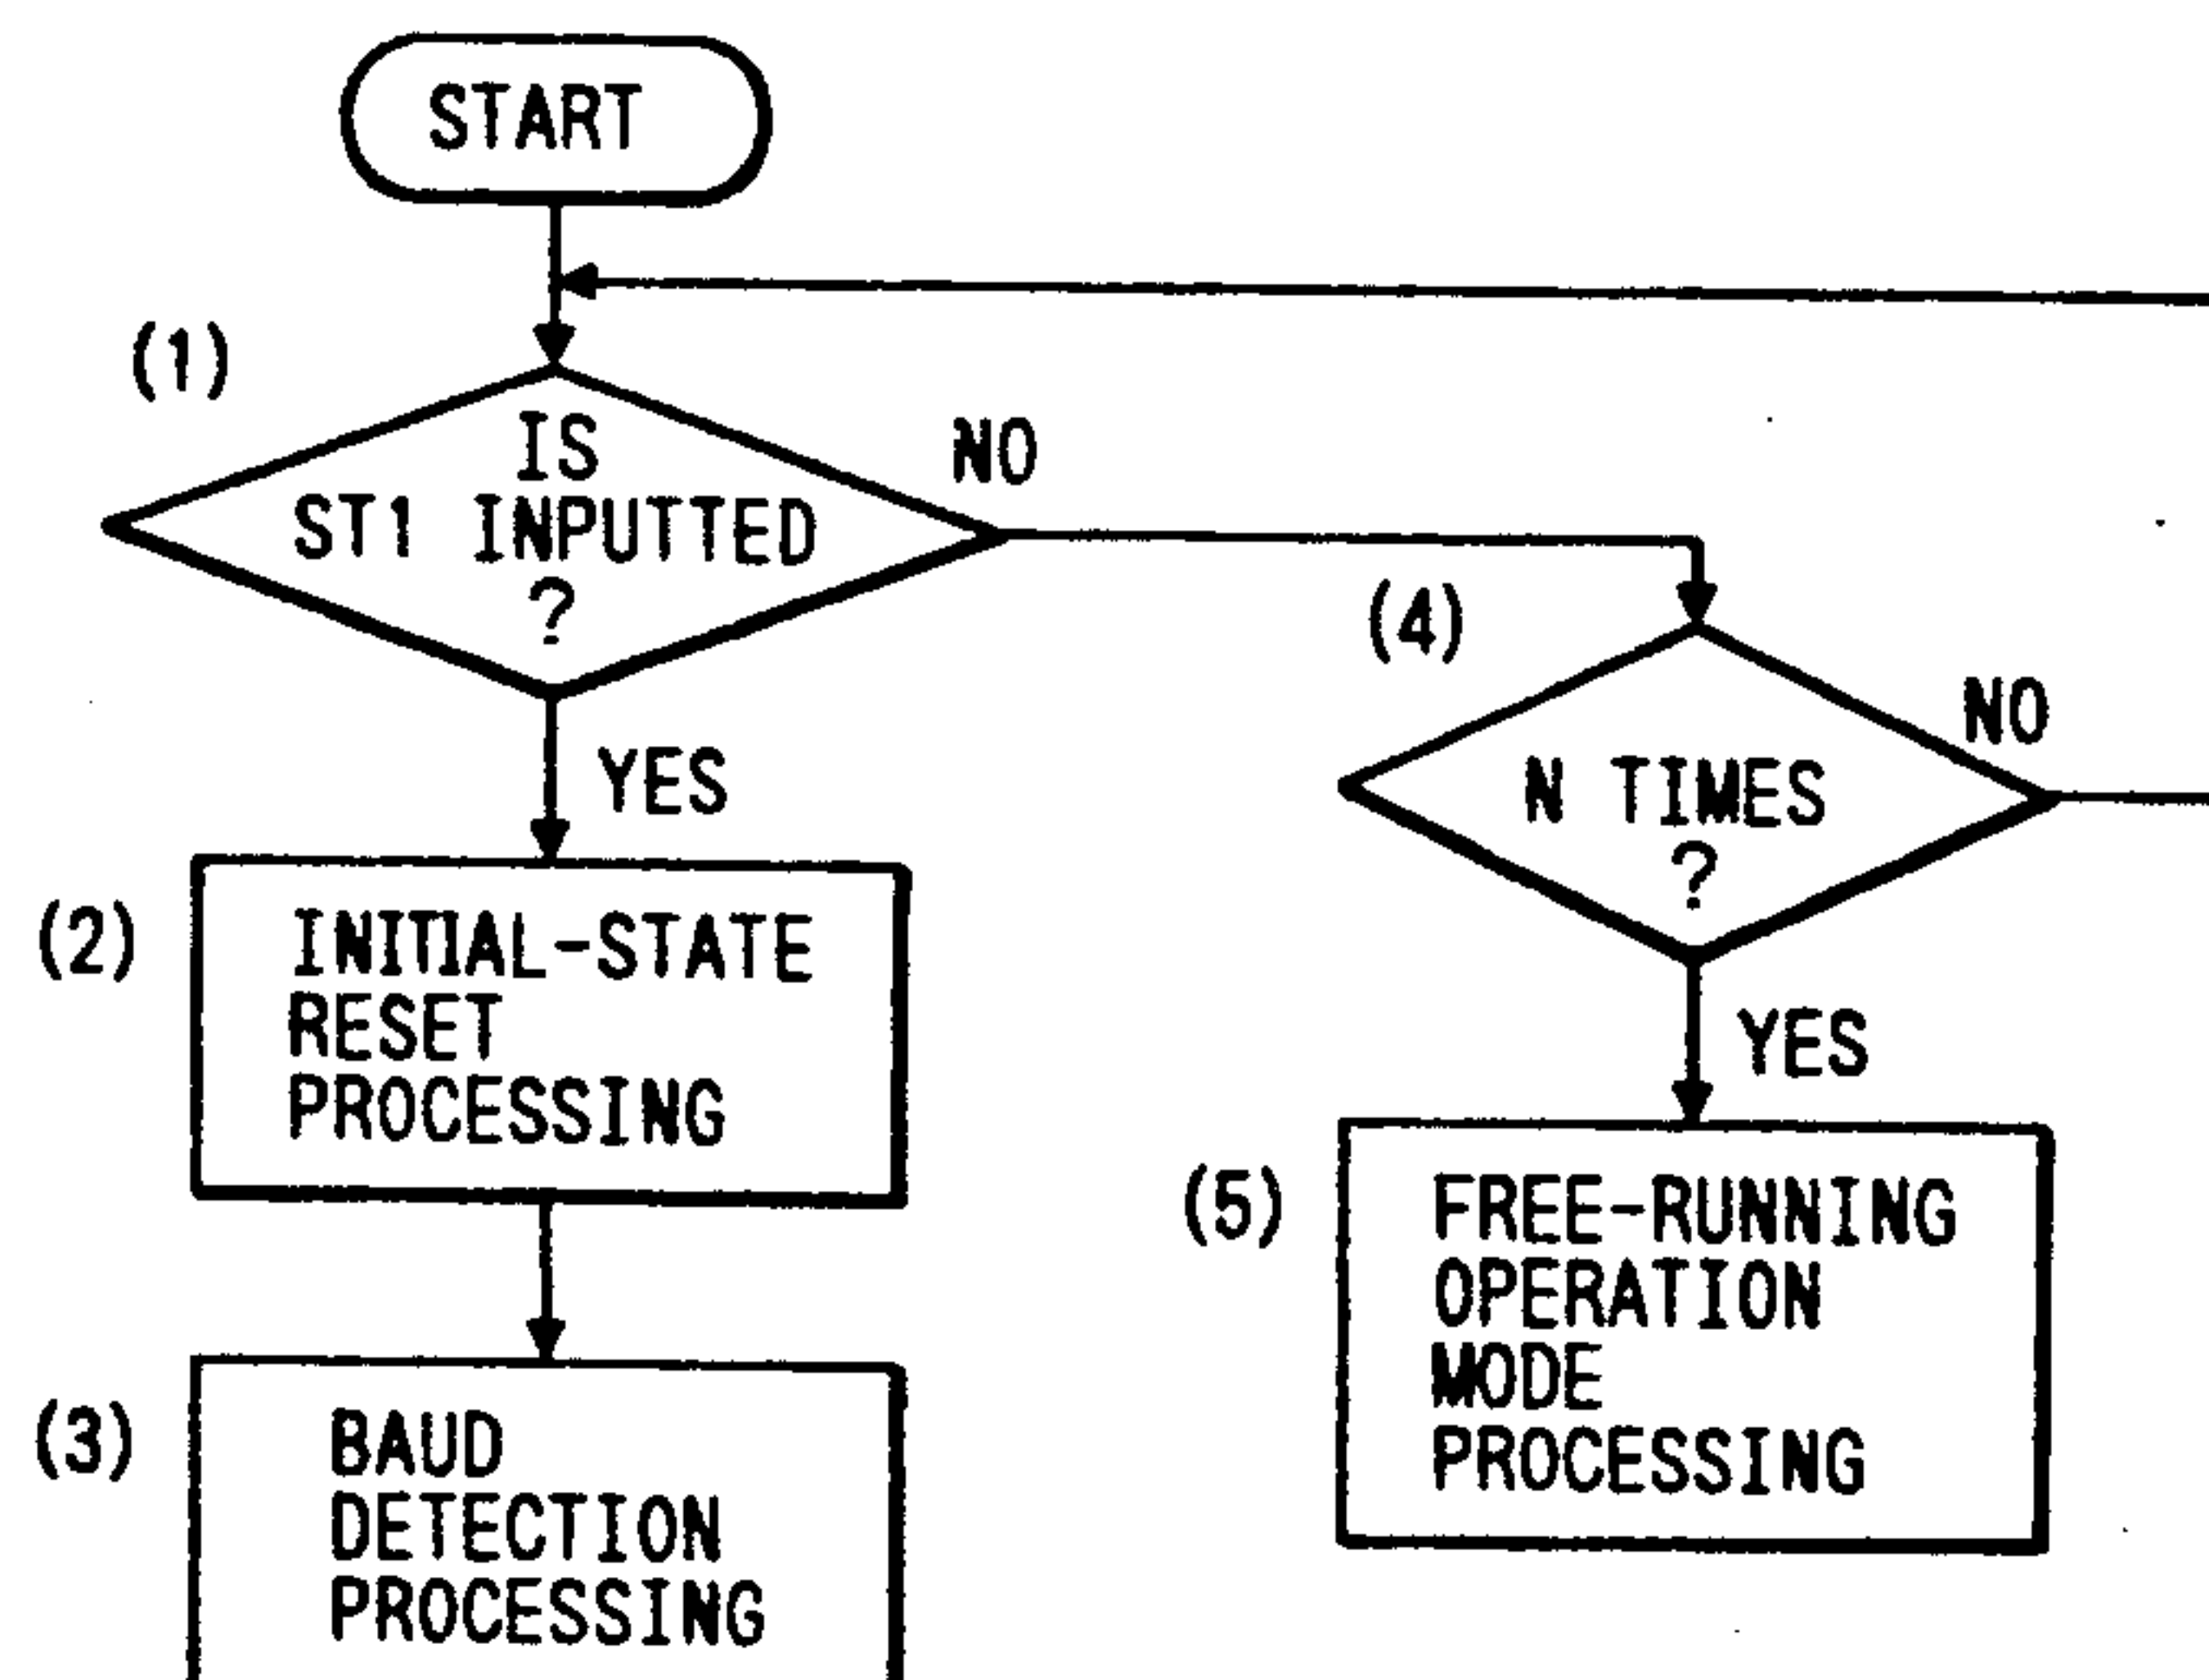 START
(1)
IS
ST1 INPUTTED
?
NO
YES
(2)
INITIAL-STATE
RESET
PROCESSING
(3)
BAUD
DETECTION
PROCESSING
(4)
N TIMES
?
NO
YES
(5)
FREE-RUNNING
OPERATION
MODE
PROCESSING